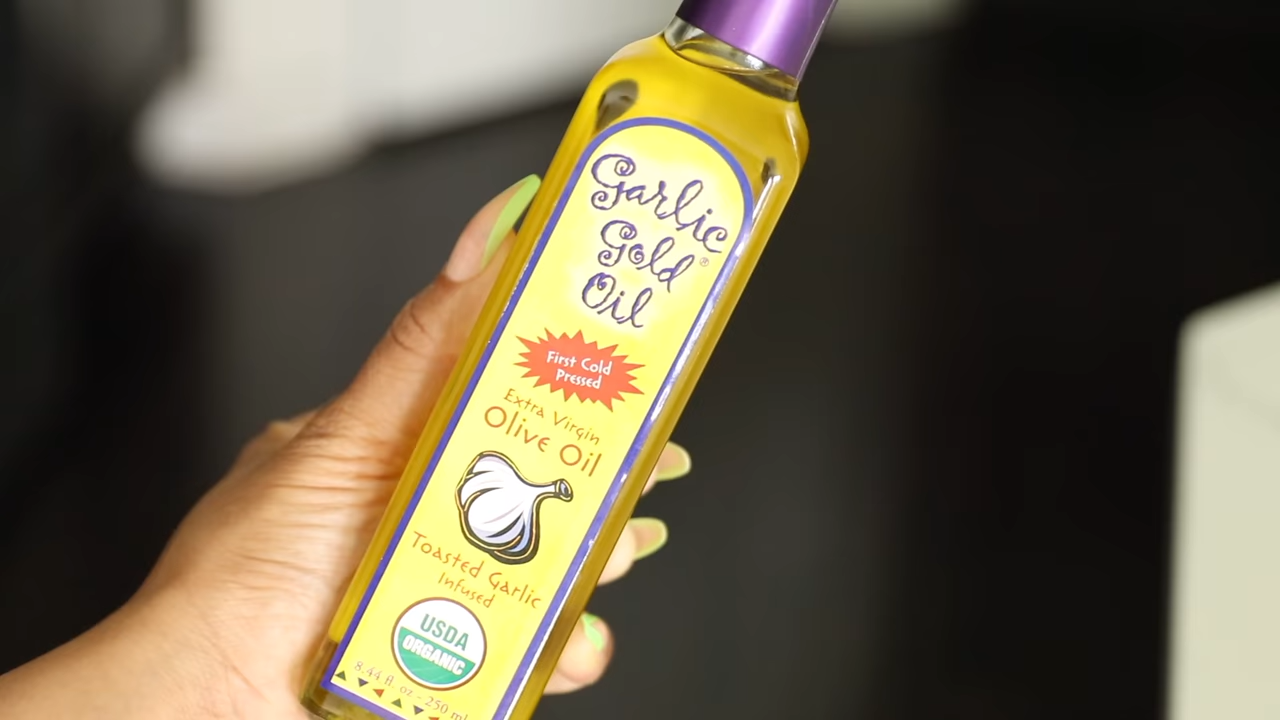 Garlic
Gold®
Oil
First Cold
Pressed
Extra Virgin
Olive Oil
Toasted Garlic
Infused
USDA
ORGANIC
8.44 fl. oz - 250 ml